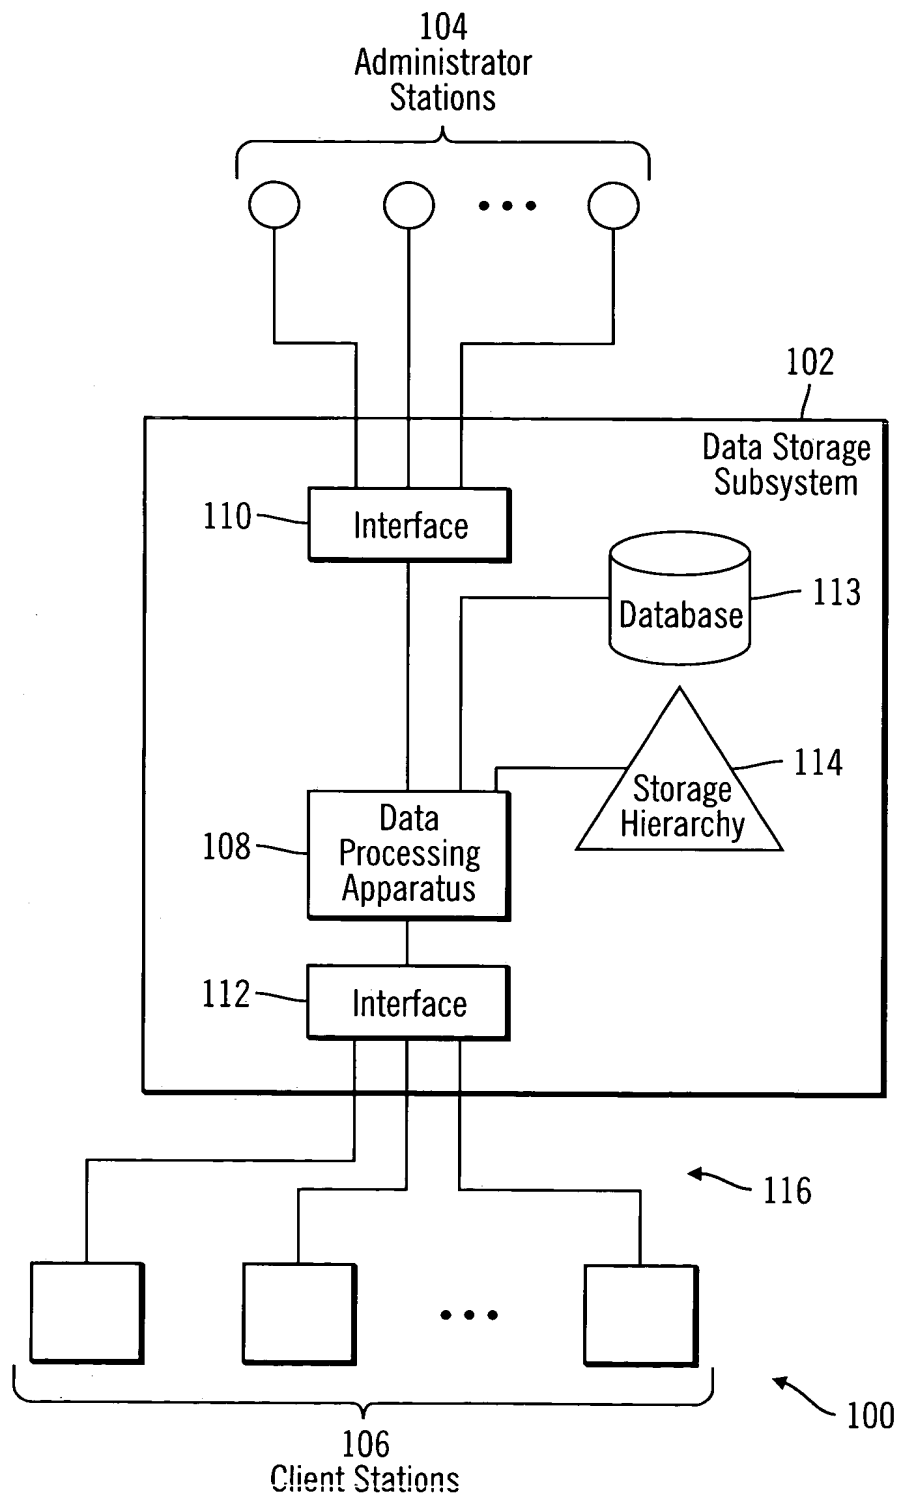 104
Administrator
Stations
102
Data Storage
Subsystem
110
Interface
113
Database
114
Storage
Hierarchy
108
Data
Processing
Apparatus
112
Interface
116
100
106
Client Stations